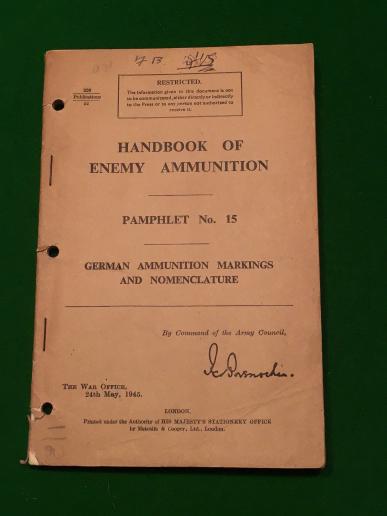 7 B.
RESTRICTED.
The information given in this document is not
to be communicated, either directly or indirectly
to the Press or to any person not authorized to
receive it.
Publications
HANDBOOK OF
ENEMY AMMUNITION
PAMPHLET No. 15
GERMAN AMMUNITION MARKINGS
AND NOMENCLATURE
By Command of the Army Council,
THE WAR OFFICE,
24th May, 1945.
LONDON.
Printed under the Authority of HIS MAJESTY'S STATIONERY OFFICE
by Metcalfe & Cooper, Ltd., London.